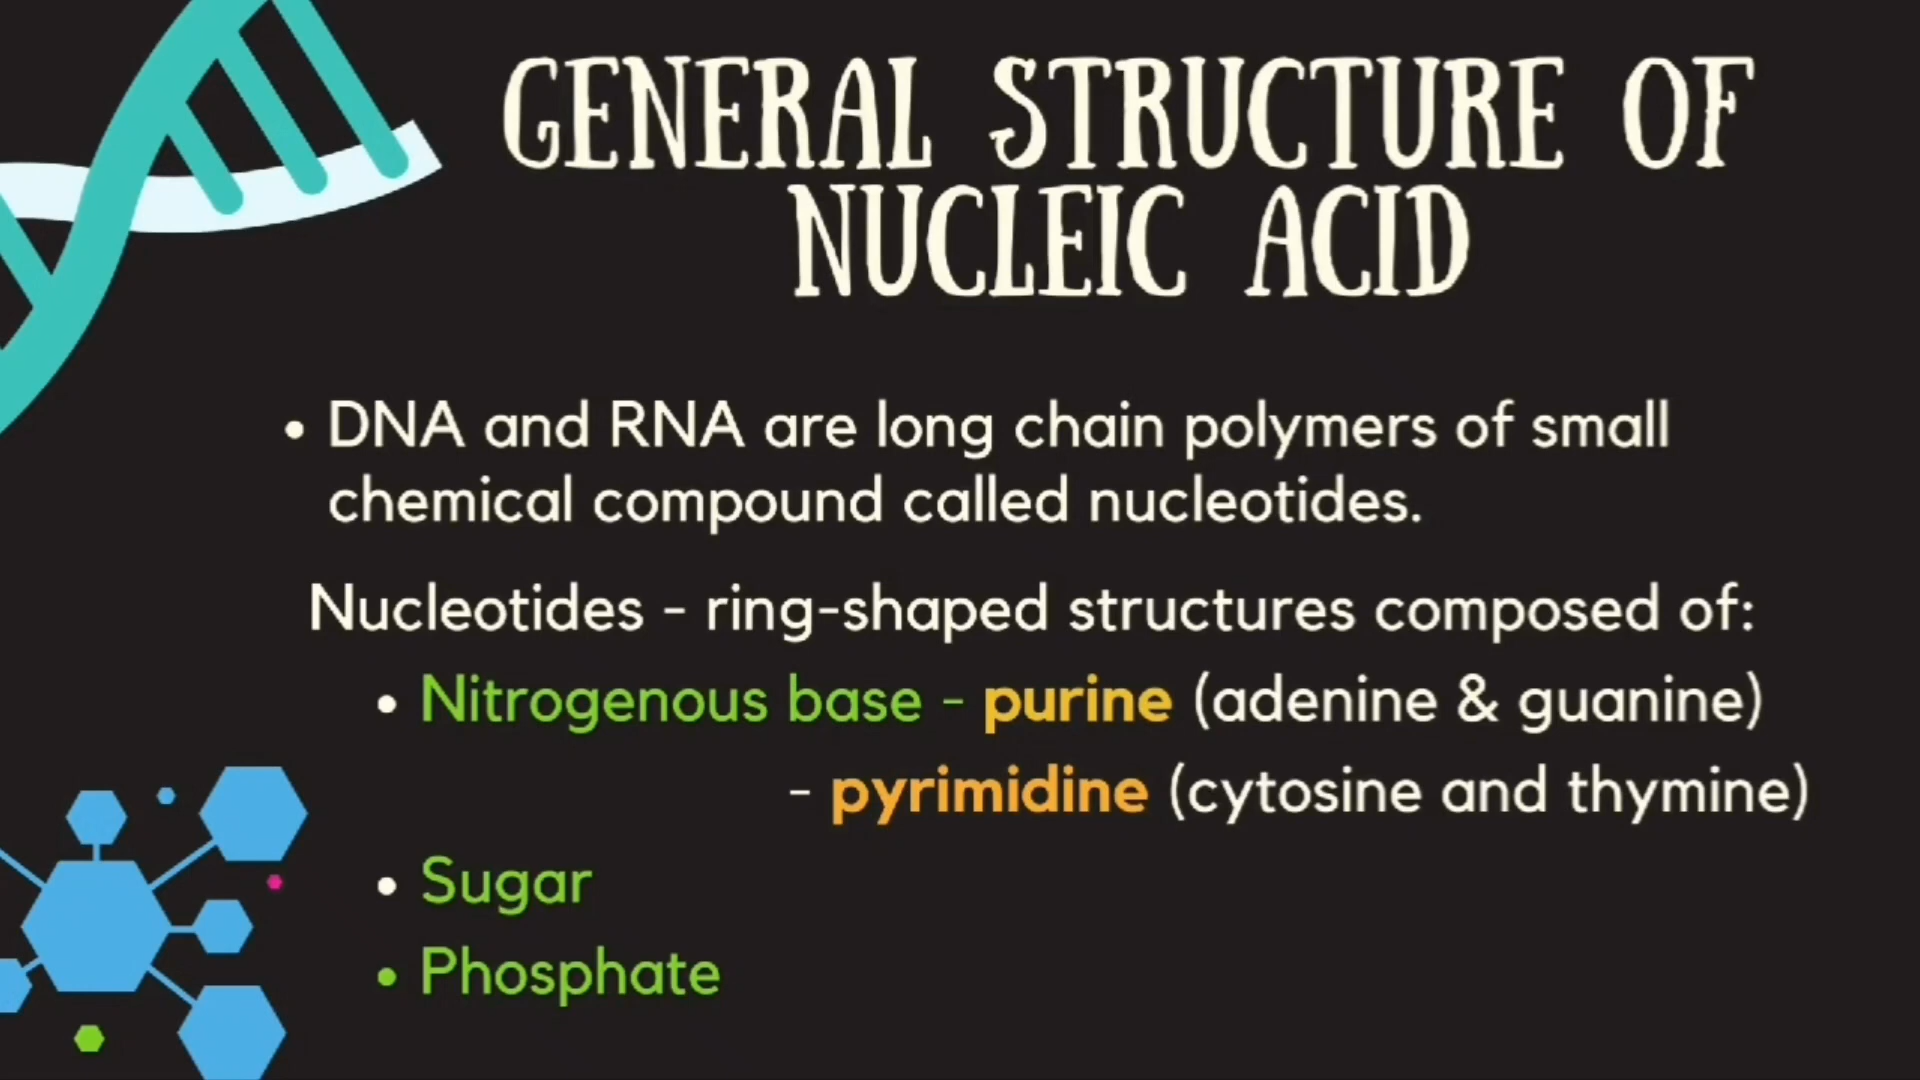 GENERAL STRUCTURE OF
NUCLEIC ACID
• DNA and RNA are long chain polymers of small
chemical compound called nucleotides.
Nucleotides - ring-shaped structures composed of:
• Nitrogenous base - purine (adenine & guanine)
- pyrimidine (cytosine and thymine)
• Sugar
• Phosphate